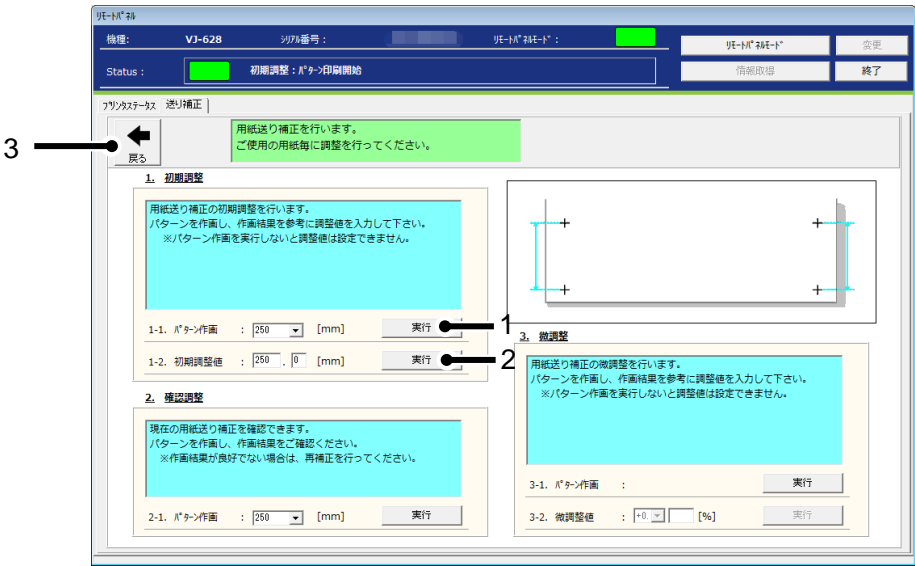 ﾘﾓｰﾄﾊﾟﾈﾙ
機種: VJ-628 ｼﾘｱﾙ番号： ﾘﾓｰﾄﾊﾟﾈﾙﾓｰﾄﾞ：
ﾘﾓｰﾄﾊﾟﾈﾙﾓｰﾄﾞ 変更
Status： 初期調整：ﾊﾟﾀｰﾝ印刷開始
情報取得 終了
ﾌﾟﾘﾝﾀｽﾃｰﾀｽ 送り補正
3
戻る
用紙送り補正を行います。
ご使用の用紙毎に調整を行ってください。
1. 初期調整
用紙送り補正の初期調整を行います。
パターンを作画し、作画結果を参考に調整値を入力して下さい。
※パターン作画を実行しないと調整値は設定できません。
1-1. ﾊﾟﾀｰﾝ作画 : 250 [mm] 実行
1
1-2. 初期調整値 : 250 . 0 [mm] 実行
2
2. 確認調整
現在の用紙送り補正を確認できます。
パターンを作画し、作画結果をご確認ください。
※作画結果が良好でない場合は、再補正を行ってください。
2-1. ﾊﾟﾀｰﾝ作画 : 250 [mm] 実行
3. 微調整
用紙送り補正の微調整を行います。
パターンを作画し、作画結果を参考に調整値を入力して下さい。
※パターン作画を実行しないと調整値は設定できません。
3-1. ﾊﾟﾀｰﾝ作画 : 実行
3-2. 微調整値 : +0. [%] 実行